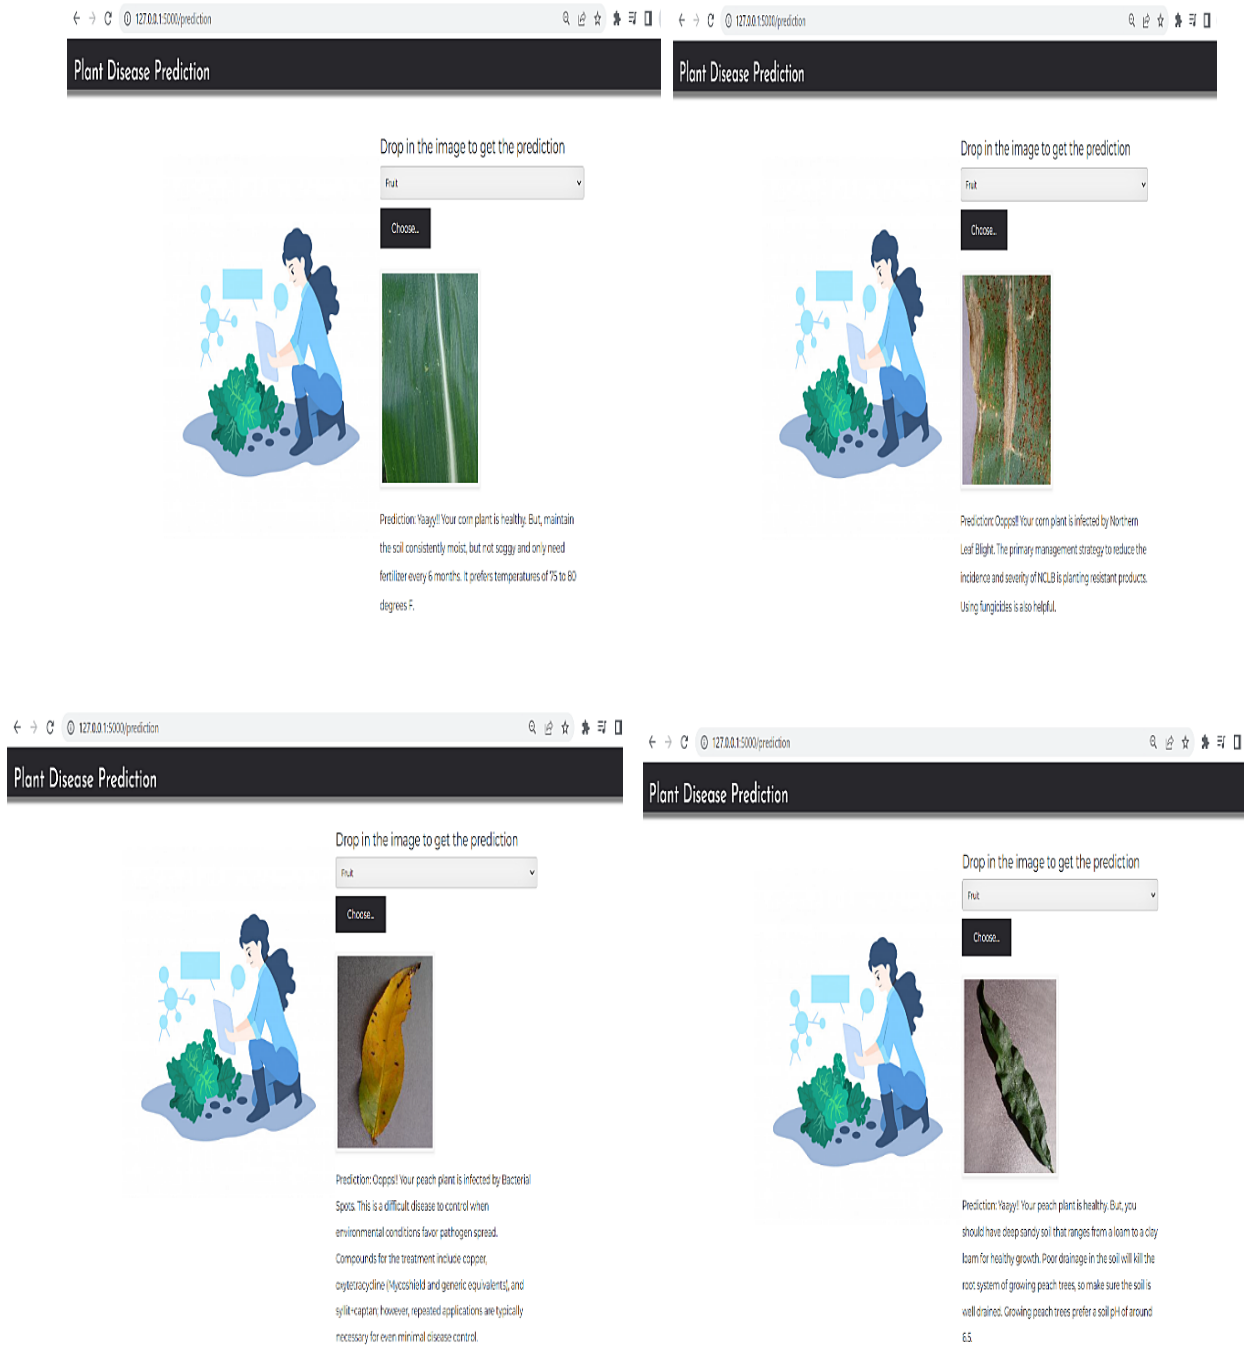 127.0.0.1:5000/prediction
Plant Disease Prediction
Drop in the image to get the prediction
Fruit
Choose...
Prediction: Yaayy!! Your corn plant is healthy. But, maintain
the soil consistently moist, but not soggy and only need
fertilizer every 6 months. It prefers temperatures of 75 to 80
degrees F.
127.0.0.1:5000/prediction
Plant Disease Prediction
Drop in the image to get the prediction
Fruit
Choose...
Prediction: Oopps!! Your corn plant is infected by Northern
Leaf Blight. The primary management strategy to reduce the
incidence and severity of NCLB is planting resistant products.
Using fungicides is also helpful.
127.0.0.1:5000/prediction
Plant Disease Prediction
Drop in the image to get the prediction
Fruit
Choose...
Prediction: Oopps!! Your peach plant is infected by Bacterial
Spots. This is a difficult disease to control when
environmental conditions favor pathogen spread.
Compounds for the treatment include copper,
oxytetracycline (Mycoshield and generic equivalents), and
syllit+captan; however, repeated applications are typically
necessary for even minimal disease control.
127.0.0.1:5000/prediction
Plant Disease Prediction
Drop in the image to get the prediction
Fruit
Choose...
Prediction: Yaayy!! Your peach plant is healthy. But, you
should have deep sandy soil that ranges from a loam to a clay
loam for healthy growth. Poor drainage in the soil will kill the
root system of growing peach trees, so make sure the soil is
well drained. Growing peach trees prefer a soil pH of around
6.5.